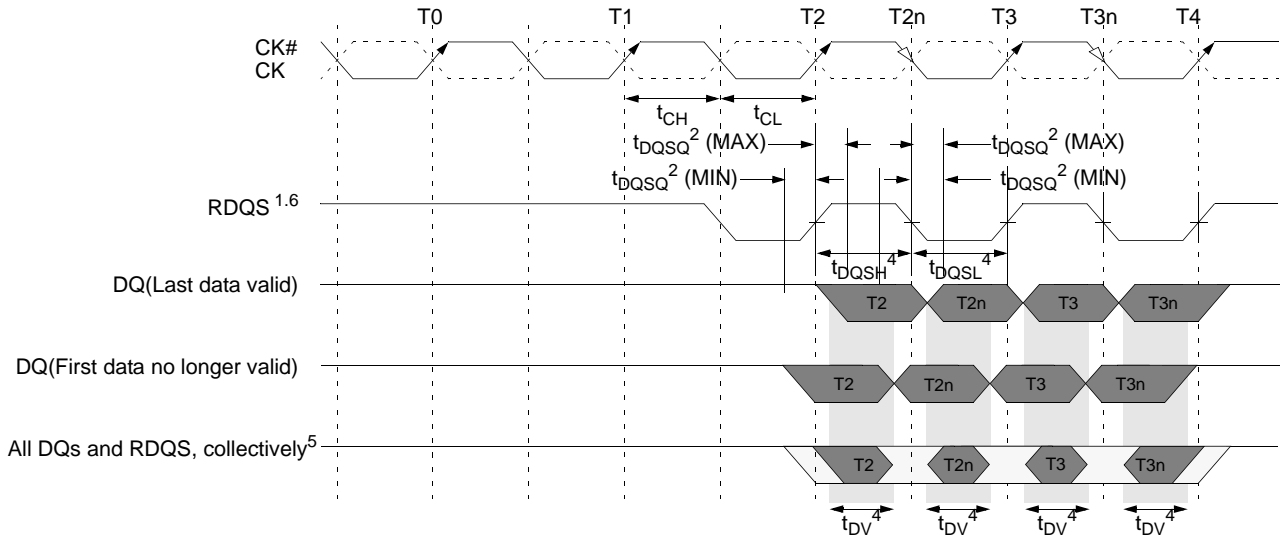 T0 T1 T2 T2n T3 T3n T4
CK#
CK
tCH tCL
tDQSQ2 (MAX) tDQSQ2 (MAX)
tDQSQ2 (MIN) tDQSQ2 (MIN)
RDQS 1.6
tDQSH4 tDQSL4
DQ(Last data valid) T2 T2n T3 T3n
DQ(First data no longer valid) T2 T2n T3 T3n
All DQs and RDQS, collectively5 T2 T2n T3 T3n
tDV4 tDV4 tDV4 tDV4